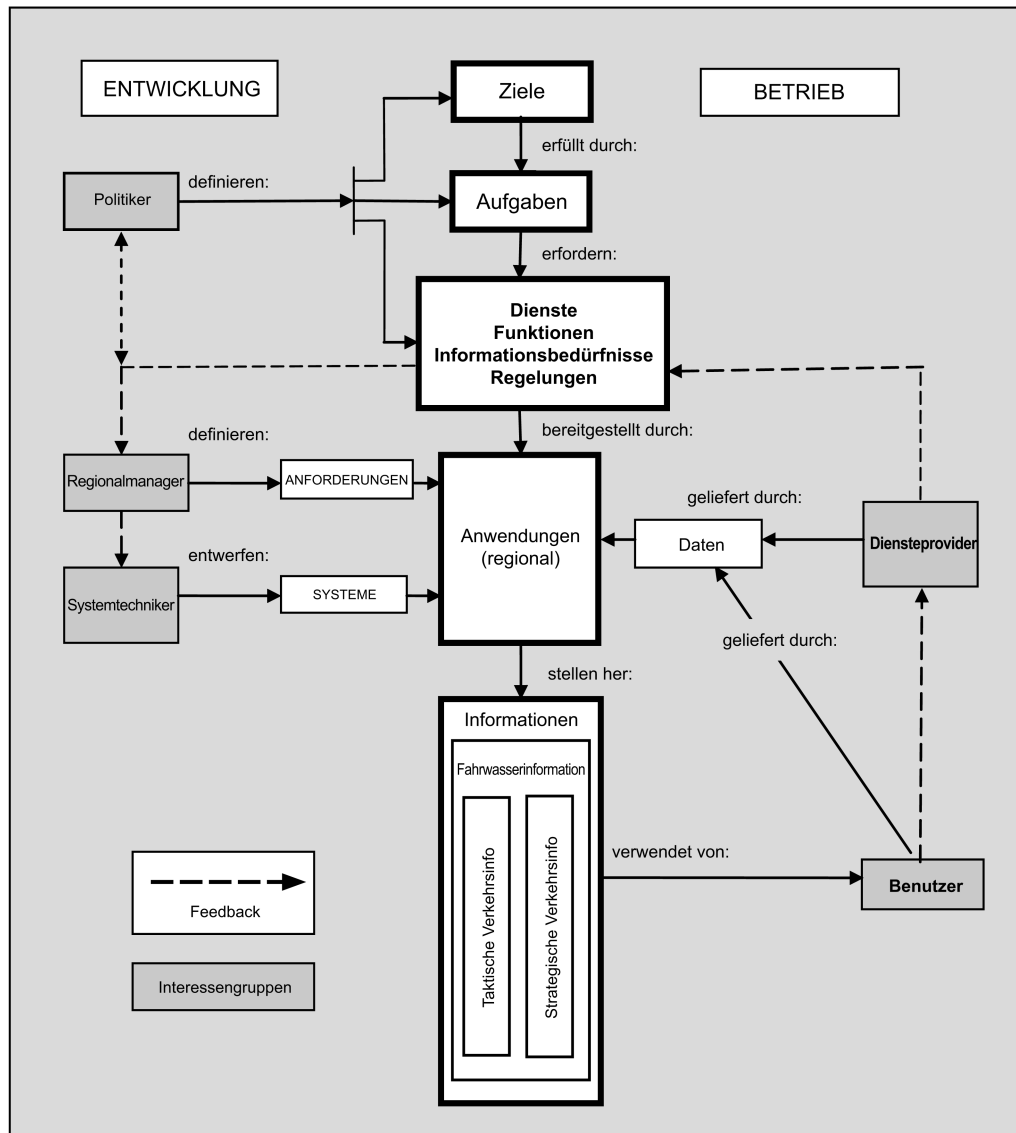 ENTWICKLUNG
Ziele
BETRIEB
erfüllt durch:
definieren:
Politiker
Aufgaben
erfordern:
Dienste
Funktionen
Informationsbedürfnisse
Regelungen
definieren:
bereitgestellt durch:
Regionalmanager
ANFORDERUNGEN
Anwendungen
(regional)
geliefert durch:
Daten
Diensteprovider
entwerfen:
Systemtechniker
SYSTEME
geliefert durch:
stellen her:
Informationen
Fahrwasserinformation
Taktische Verkehrsinfo
Strategische Verkehrsinfo
verwendet von:
Benutzer
Feedback
Interessengruppen